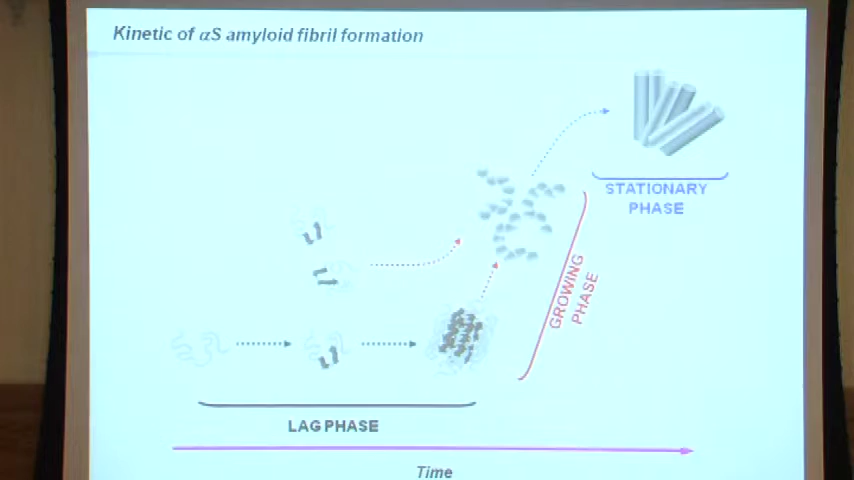 Kinetic of αS amyloid fibril formation
STATIONARY
PHASE
GROWING
PHASE
LAG PHASE
Time